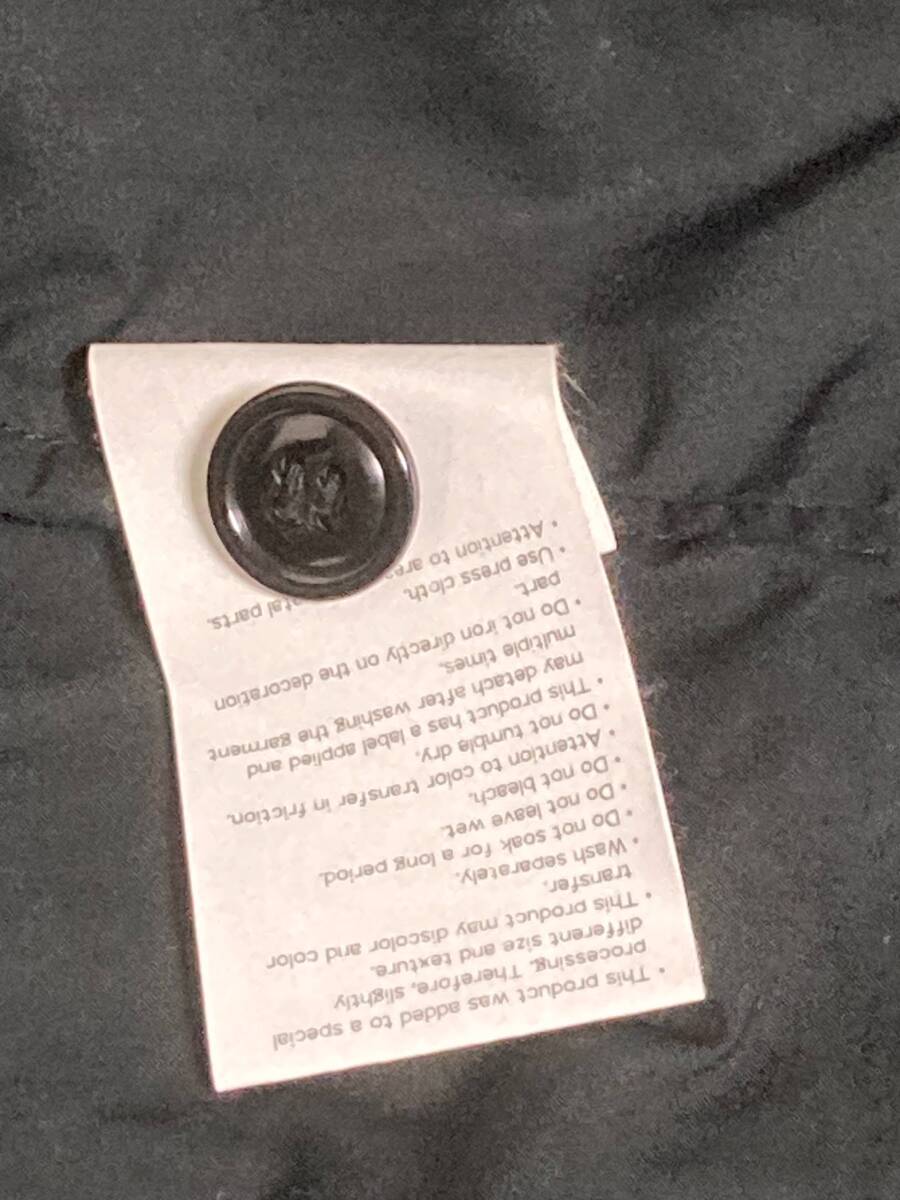 • This product was added to a special
processing. Therefore, slightly
different size and texture.
• This product may discolor and color
transfer.
• Wash separately.
• Do not soak for a long period.
• Do not leave wet.
• Do not bleach.
• Attention to color transfer in friction.
• Do not tumble dry.
• This product has a label applied and
may detach after washing the garment
multiple times.
• Do not iron directly on the decoration
part.
• Use press cloth.
• Attention to parts.